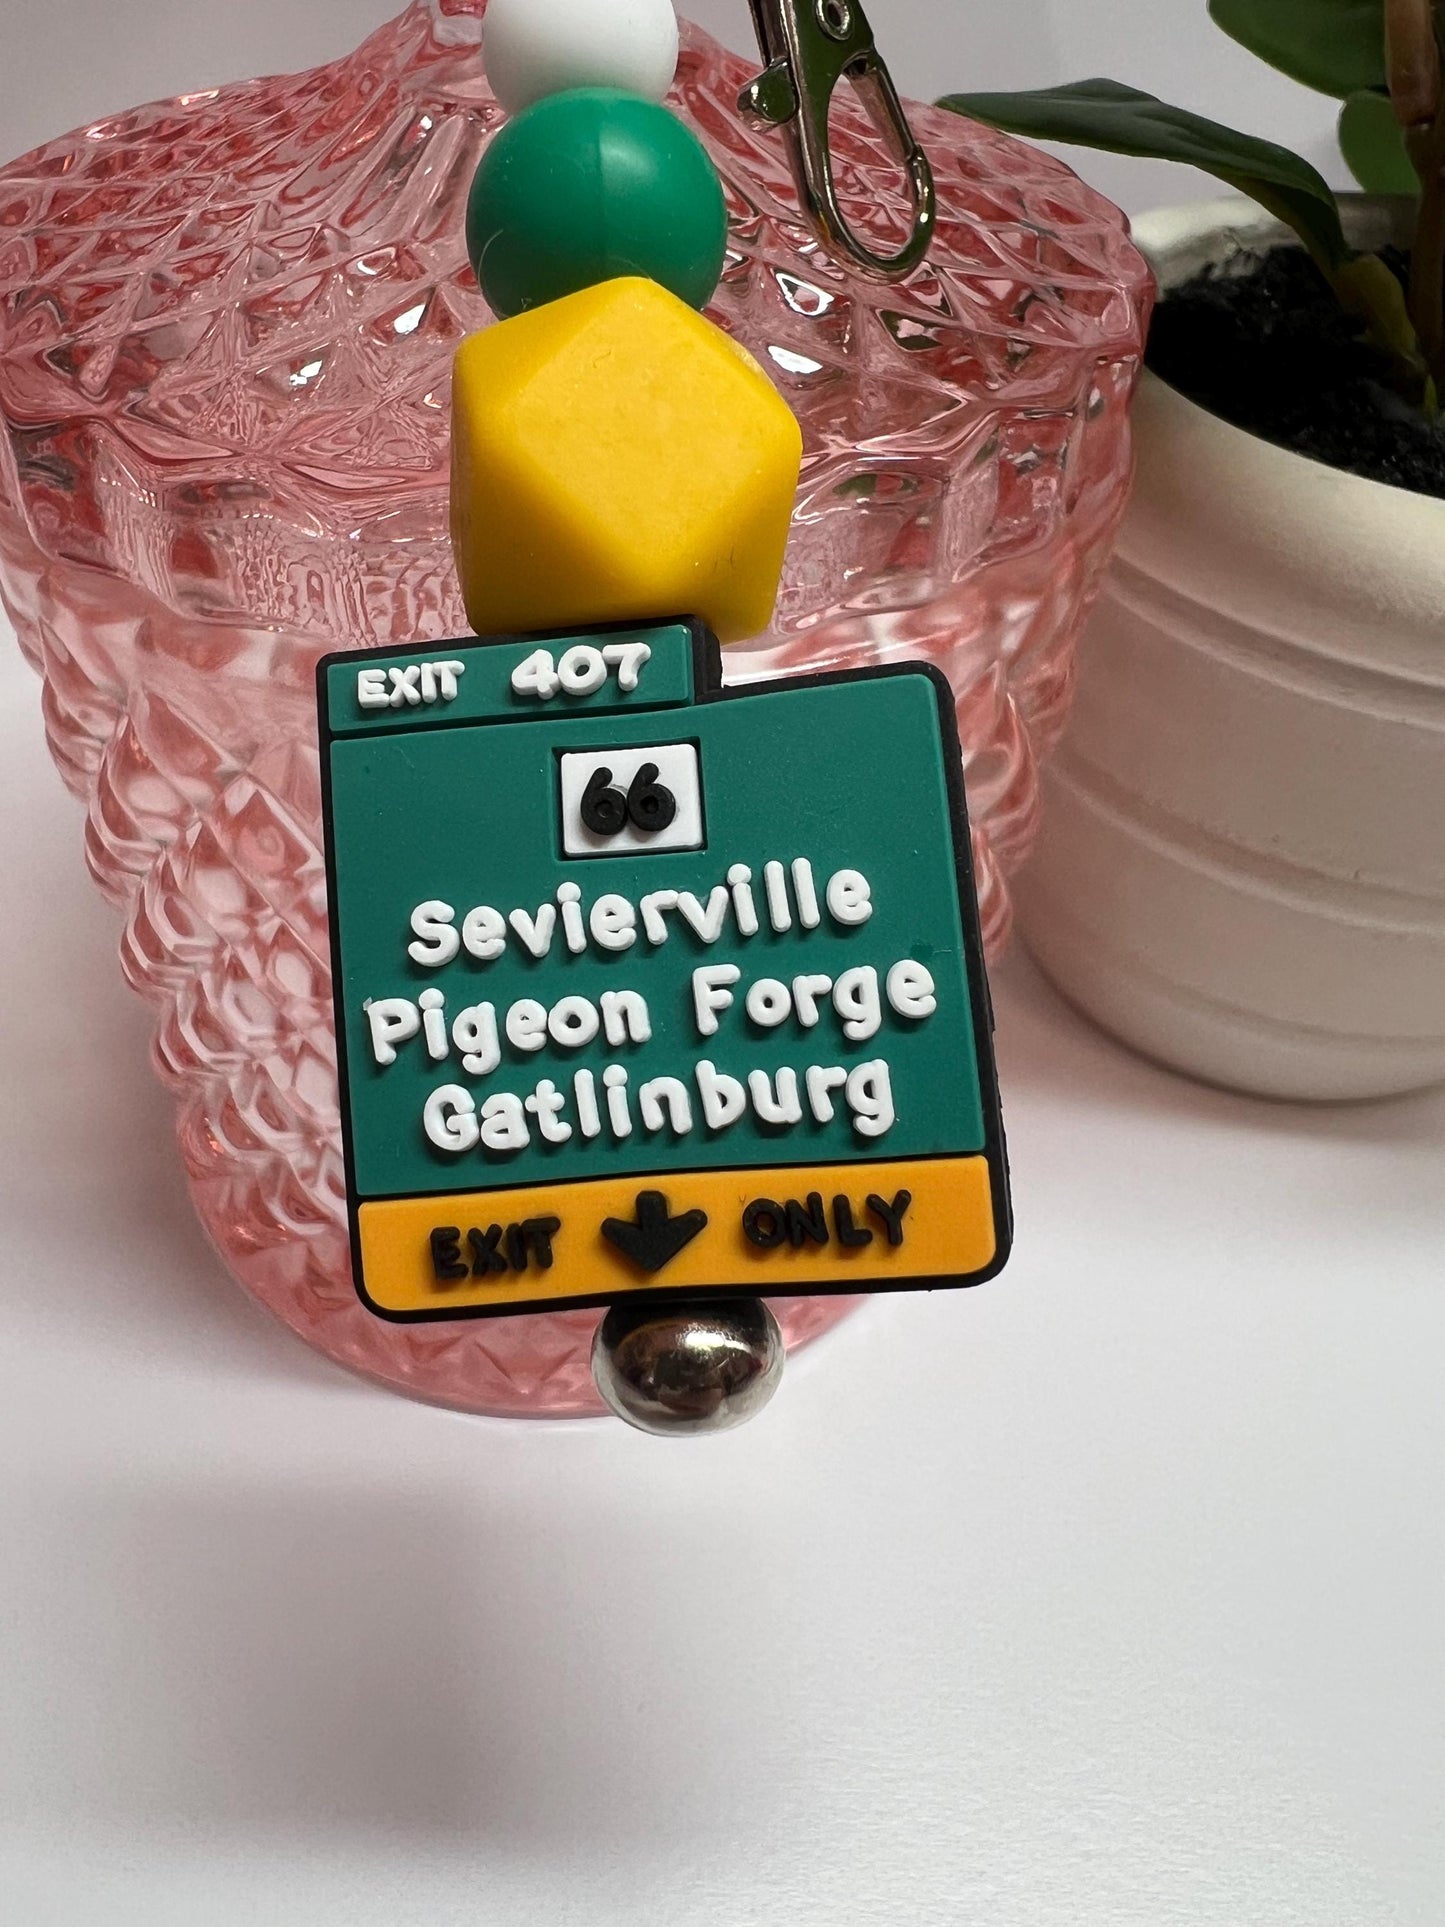 EXIT 407
66
Sevierville
Pigeon Forge
Gatlinburg
EXIT ONLY